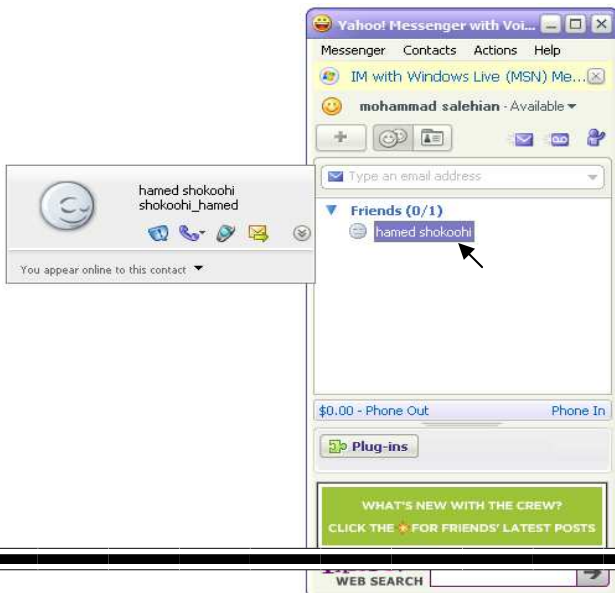 Yahoo! Messenger with Voi...
Messenger Contacts Actions Help
IM with Windows Live (MSN) Me...
mohammad salehian - Available
Type an email address
Friends (0/1)
hamed shokoohi
hamed shokoohi
shokoohi_hamed
You appear online to this contact
$0.00 - Phone Out Phone In
Plug-ins
WHAT'S NEW WITH THE CREW?
CLICK THE FOR FRIENDS' LATEST POSTS
WEB SEARCH